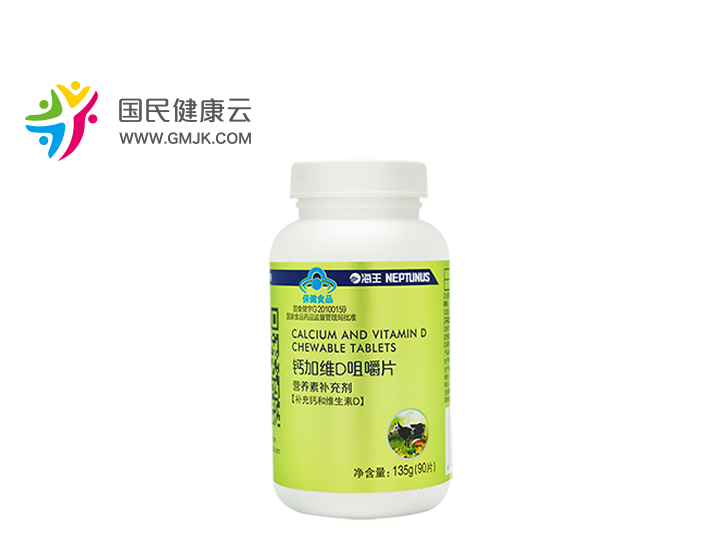 国民健康云
WWW.GMJK.COM
海王 NEPTUNUS
保健食品
国食健字G20100159
国家食品药品监督管理局批准
CALCIUM AND VITAMIN D
CHEWABLE TABLETS
钙加维D咀嚼片
营养素补充剂
【补充钙和维生素D】
净含量：135g(90片)